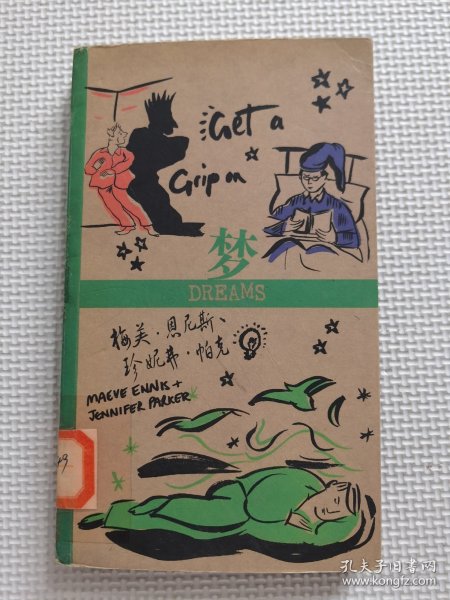 Get a
Grip on
梦
DREAMS
梅美·恩尼斯、
珍妮弗·帕克
MAEVE ENNIS +
JENNIFER PARKER
孔夫子旧书网
www.kongfz.com